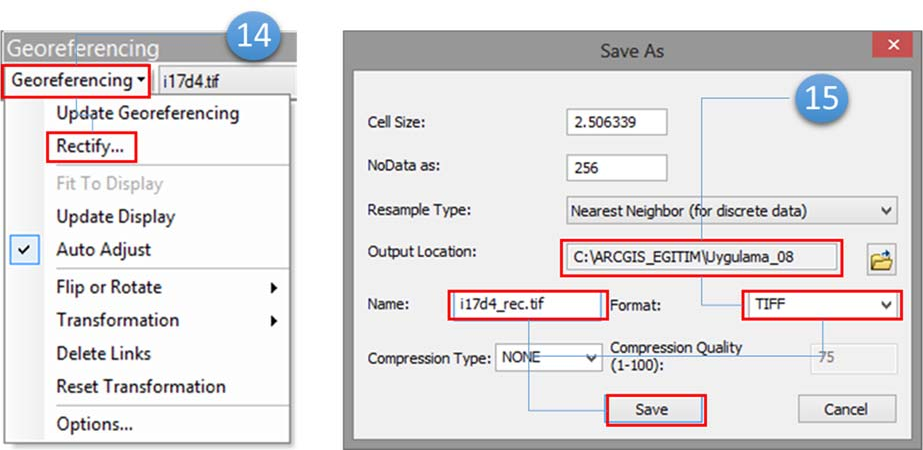 14
Georeferencing
Georeferencing i17d4.tif
Update Georeferencing
Rectify...
Fit To Display
Update Display
Auto Adjust
Flip or Rotate
Transformation
Delete Links
Reset Transformation
Options...
Save As
15
Cell Size: 2.506339
NoData as: 256
Resample Type: Nearest Neighbor (for discrete data)
Output Location: C:\ARCGIS_EGITIM\Uygulama_08
Name: i17d4_rec.tif Format: TIFF
Compression Type: NONE Compression Quality
(1-100): 75
Save Cancel